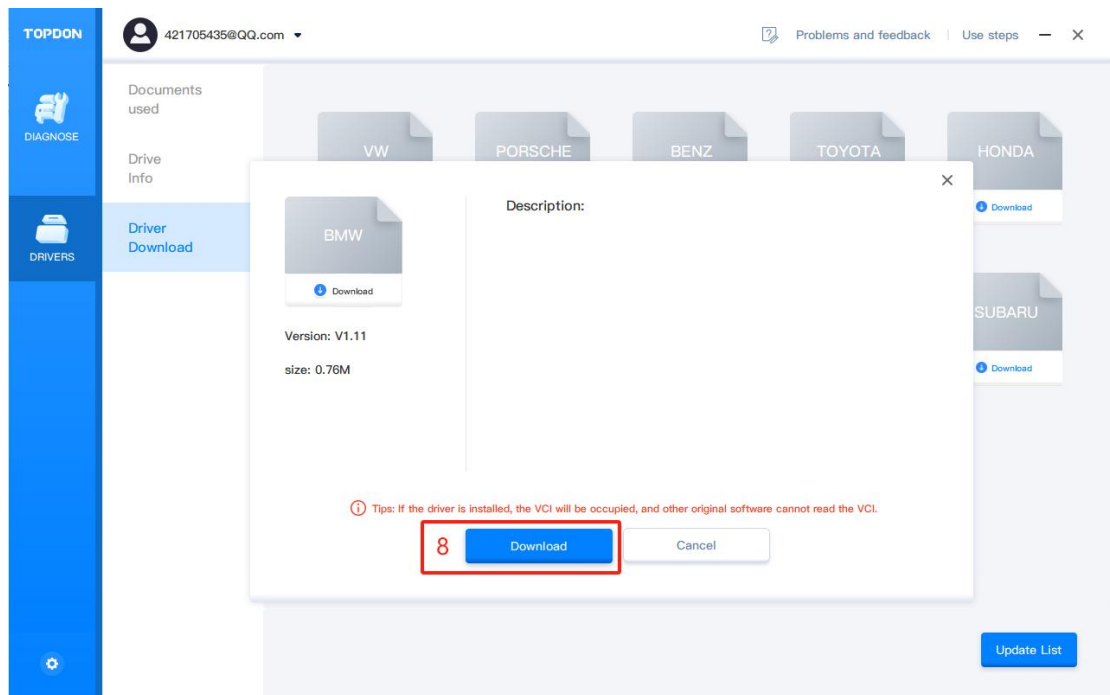 TOPDON
421705435@QQ.com
Problems and feedback
Use steps
DIAGNOSE
DRIVERS
Documents
used
Drive
Info
Driver
Download
VW
PORSCHE
BENZ
TOYOTA
HONDA
Download
SUBARU
Download
BMW
Download
Version: V1.11
size: 0.76M
Description:
Tips: If the driver is installed, the VCI will be occupied, and other original software cannot read the VCI.
8
Download
Cancel
Update List